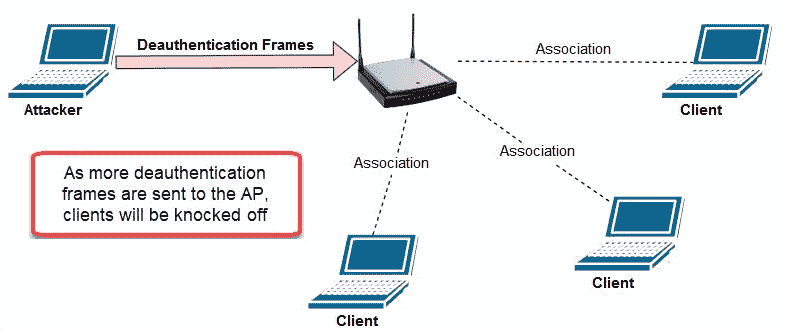 Deauthentication Frames
Association
Attacker
Client
As more deauthentication
frames are sent to the AP,
clients will be knocked off
Association
Association
Client
Client